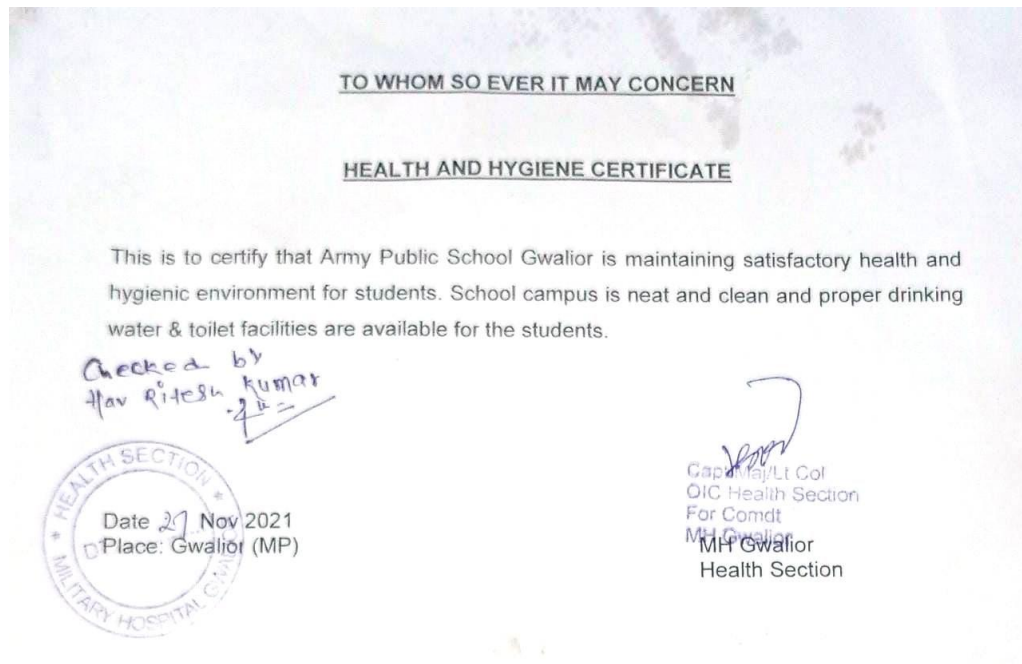 TO WHOM SO EVER IT MAY CONCERN
HEALTH AND HYGIENE CERTIFICATE
This is to certify that Army Public School Gwalior is maintaining satisfactory health and
hygienic environment for students. School campus is neat and clean and proper drinking
water & toilet facilities are available for the students.
Checked by
Hav Ritesh Kumar
* HEALTH SECTION *
MILITARY HOSPITAL GWALIOR
Date 27 Nov 2021
Place: Gwalior (MP)
Capt/Maj/Lt Col
OIC Health Section
For Comdt
MH Gwalior
MH Gwalior
Health Section